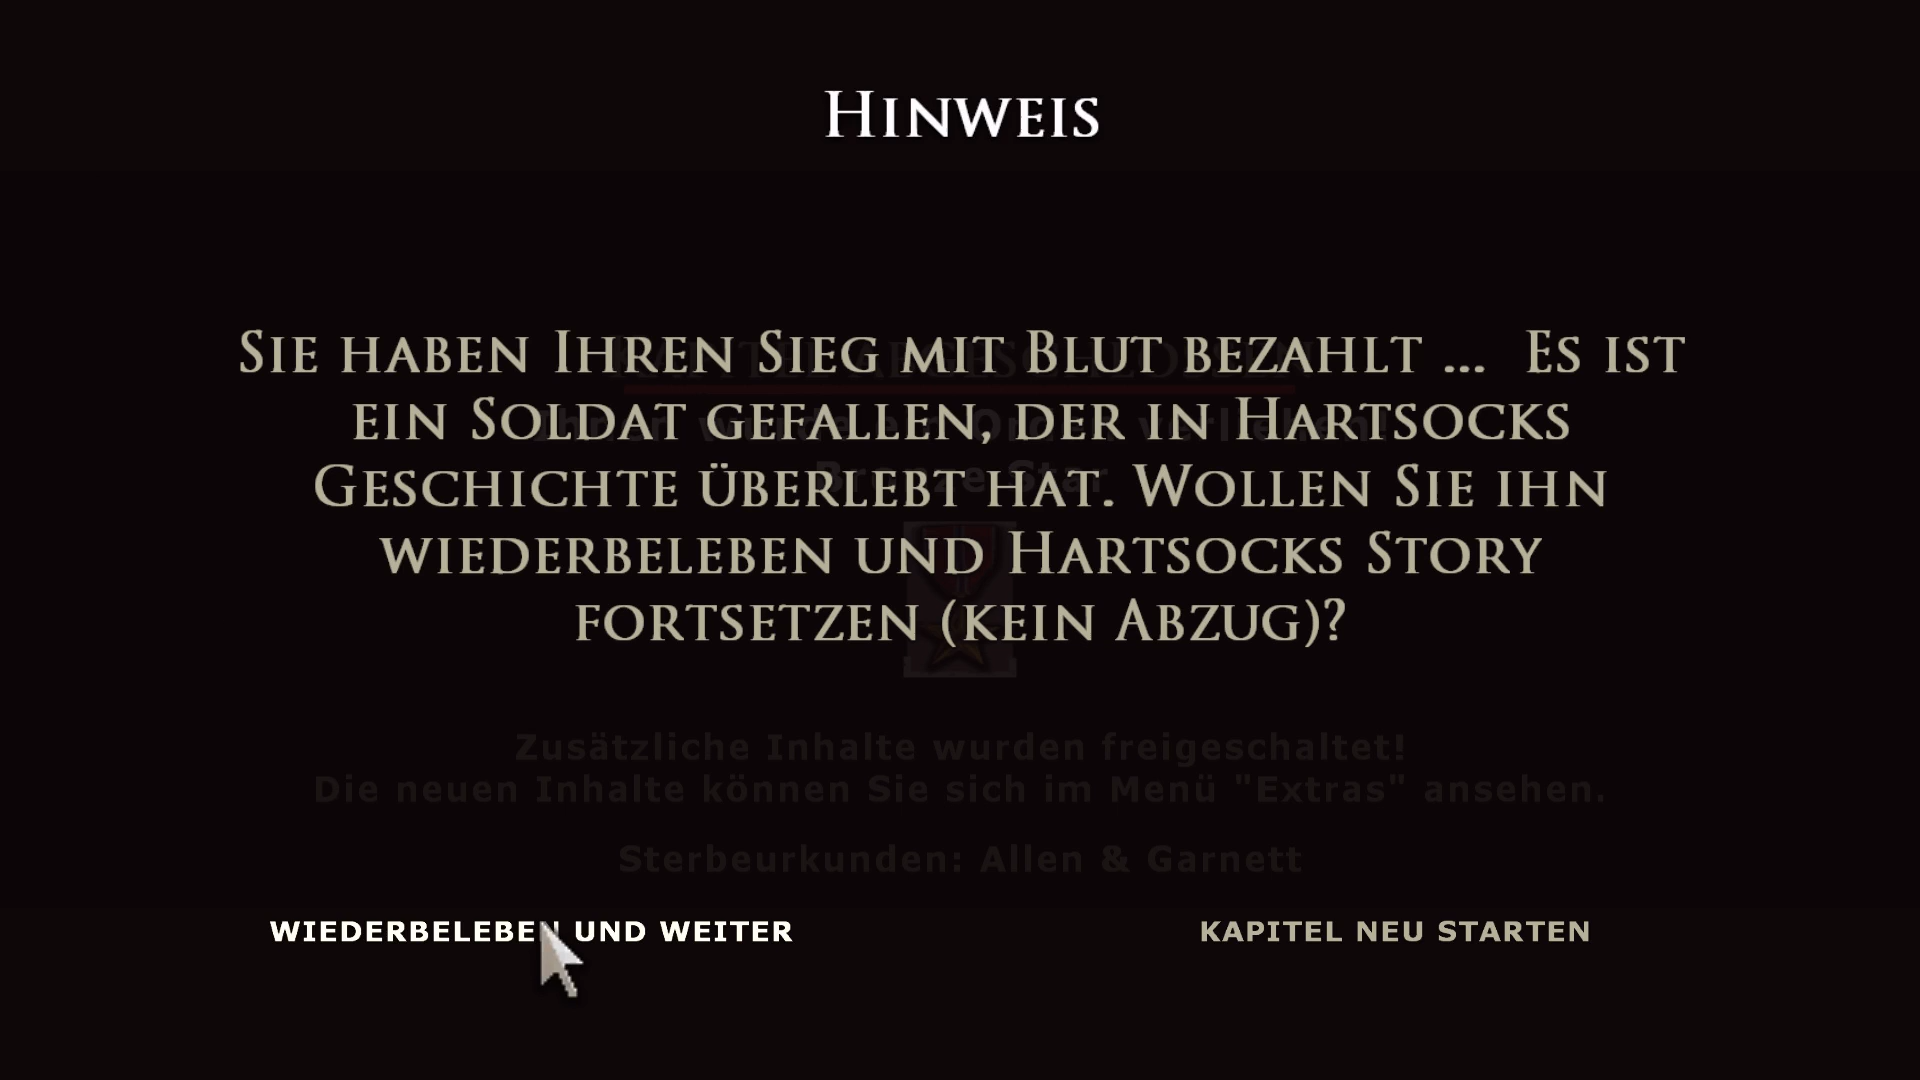 Hinweis
Sie haben Ihren Sieg mit Blut bezahlt ... Es ist
ein Soldat gefallen, der in Hartsocks
Geschichte überlebt hat. Wollen Sie ihn
wiederbeleben und Hartsocks Story
fortsetzen (kein Abzug)?
Bronze Star
Zusätzliche Inhalte wurden freigeschaltet!
Die neuen Inhalte können Sie sich im Menü "Extras" ansehen.
Sterbeurkunden: Allen & Garnett
WIEDERBELEBEN UND WEITER
KAPITEL NEU STARTEN